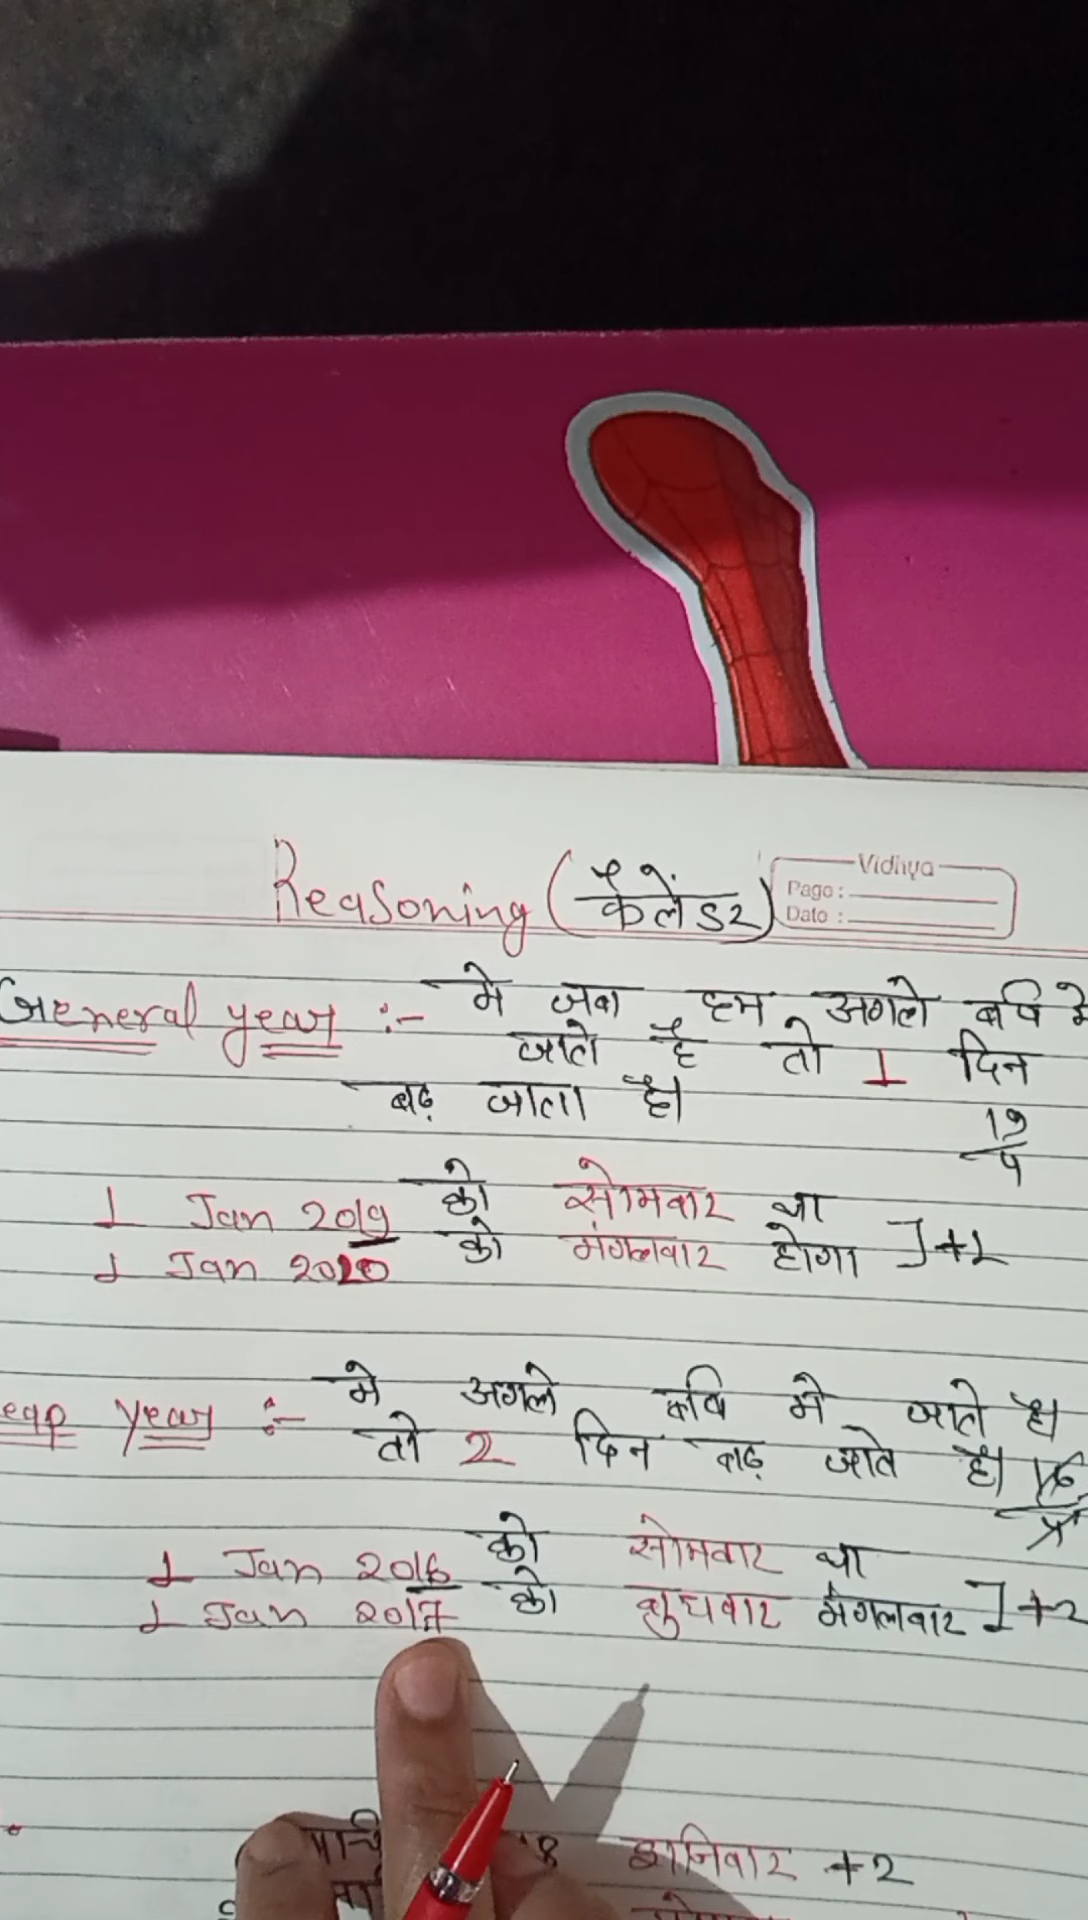 Reasoning (कैलेंडर)
Vidhya
Page :
Date :
General year :- मे जब हम अगले वर्ष मे
जाते है तो 1 दिन
बढ़ जाता है।
19
4
1 Jan 2019 को सोमवार था
1 Jan 2020 को मंगलवार होगा ]+1
eap year :- मे अगले वर्ष मे जाते है।
तो 2 दिन बढ़ जाते है।
16
4
1 Jan 2016 को सोमवार था
1 Jan 2017 को बुधवार मंगलवार ]+2
8 शनिवार +2